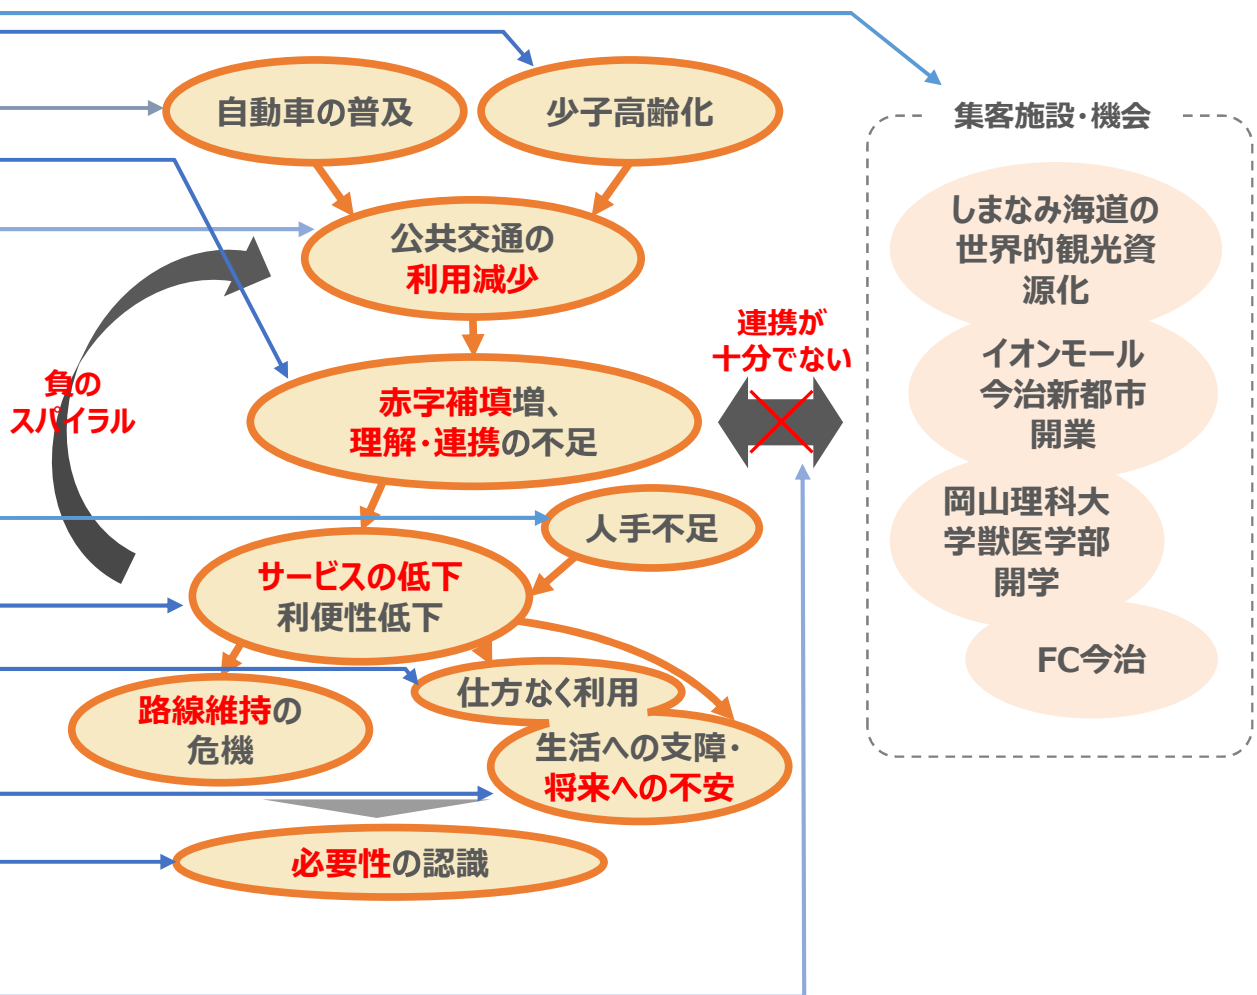 自動車の普及
少子高齢化
公共交通の
利用減少
負の
スパイラル
赤字補填増、
理解・連携の不足
人手不足
サービスの低下
利便性低下
路線維持の
危機
仕方なく利用
生活への支障・
将来への不安
必要性の認識
連携が
十分でない
集客施設・機会
しまなみ海道の
世界的観光資
源化
イオンモール
今治新都市
開業
岡山理科大
学獣医学部
開学
FC今治